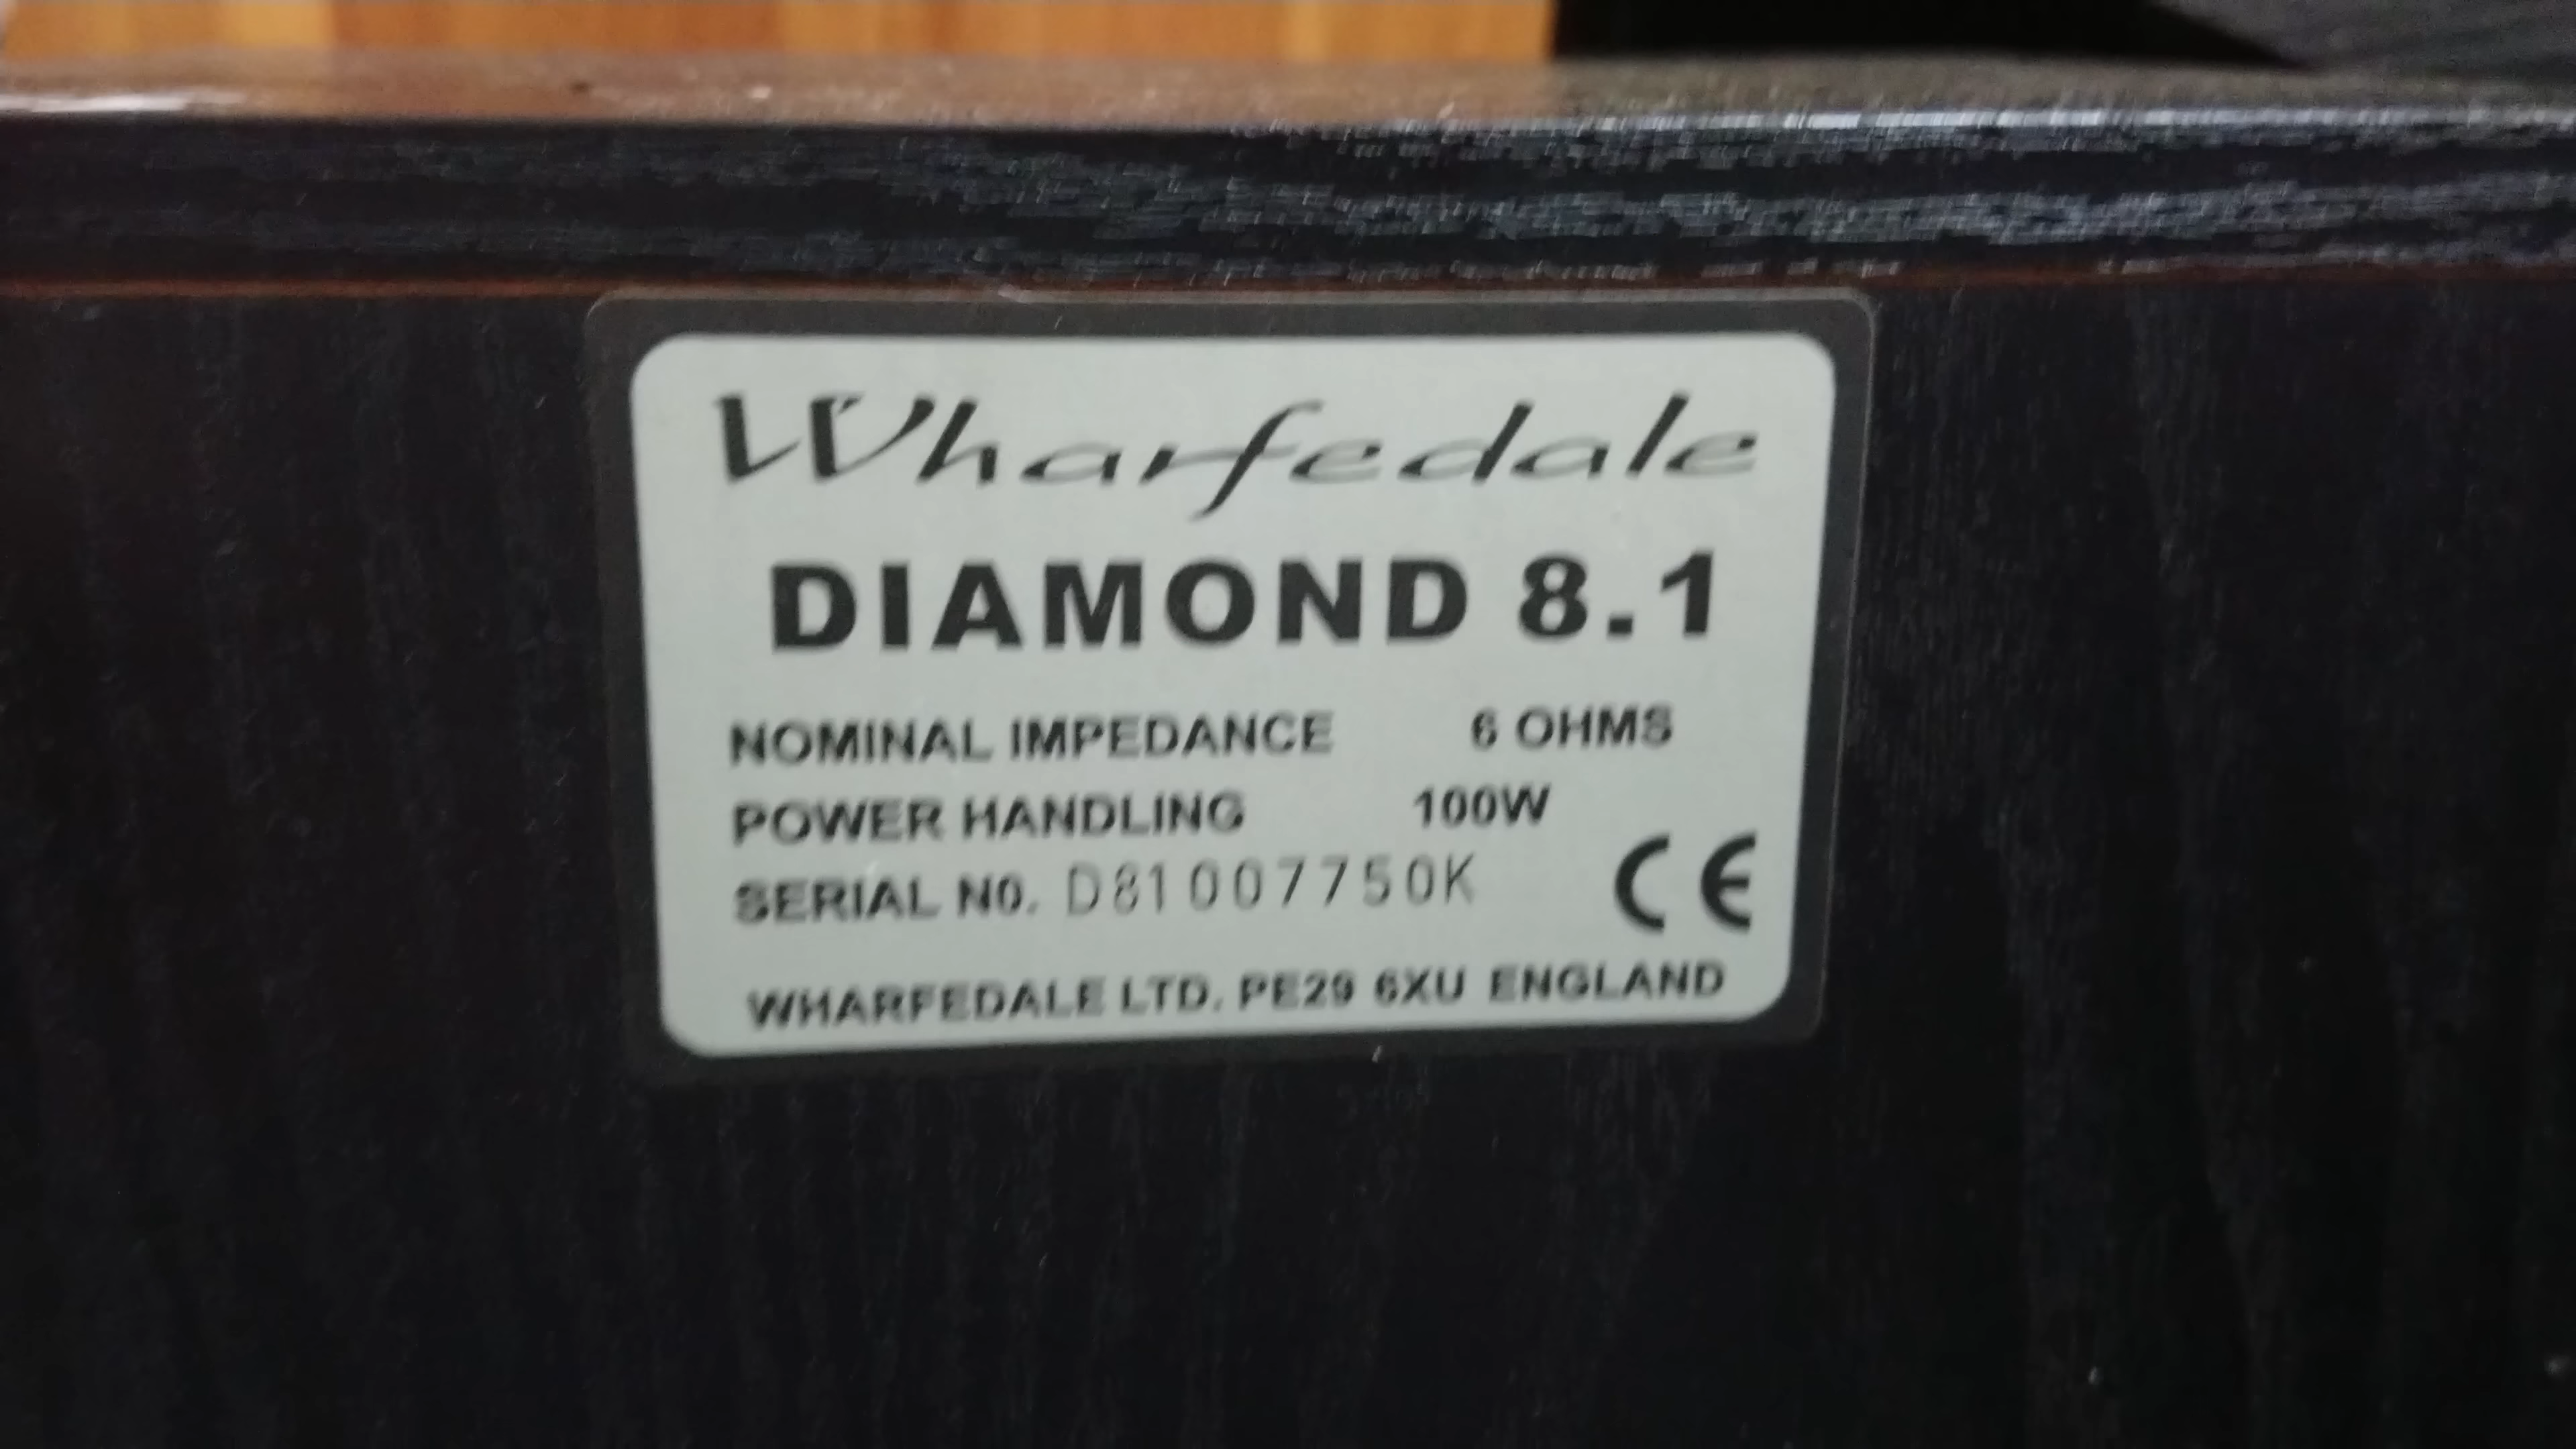 Wharfedale
DIAMOND 8.1
NOMINAL IMPEDANCE 6 OHMS
POWER HANDLING 100W
SERIAL NO. D81007750K
CE
WHARFEDALE LTD. PE29 6XU ENGLAND